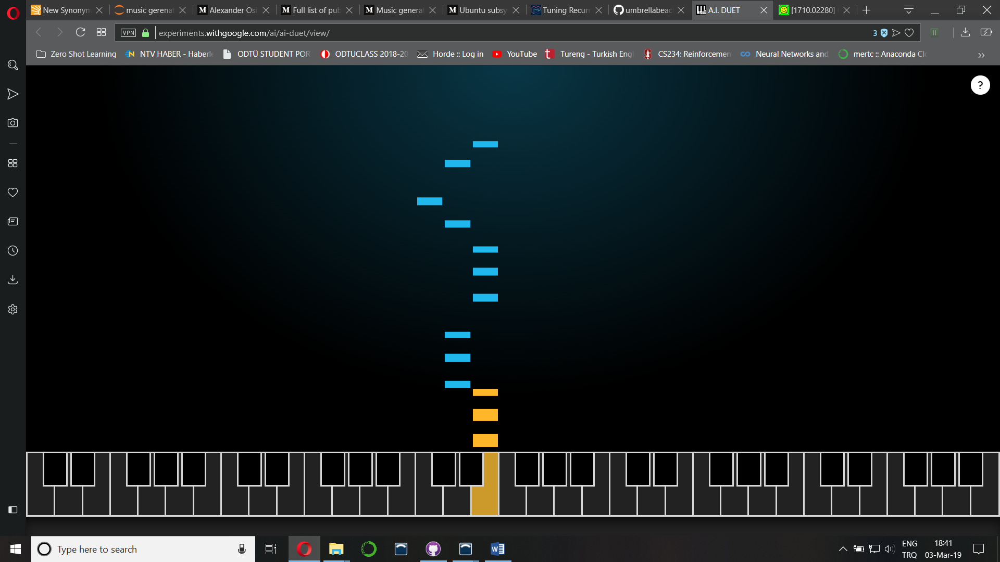 New Synonym music gerenat Alexander Osi Full list of pub Music generat Ubuntu subsy Tuning Recurr umbrellabeac A.I. DUET [1710.02280]
VPN experiments.withgoogle.com/ai/ai-duet/view/ 3
Zero Shot Learning NTV HABER - Haberle ODTÜ STUDENT POR ODTUCLASS 2018-20 Horde :: Log in YouTube Tureng - Turkish Engl CS234: Reinforcemen Neural Networks and mertc :: Anaconda Clo
?
Type here to search
ENG 18:41
TRQ 03-Mar-19